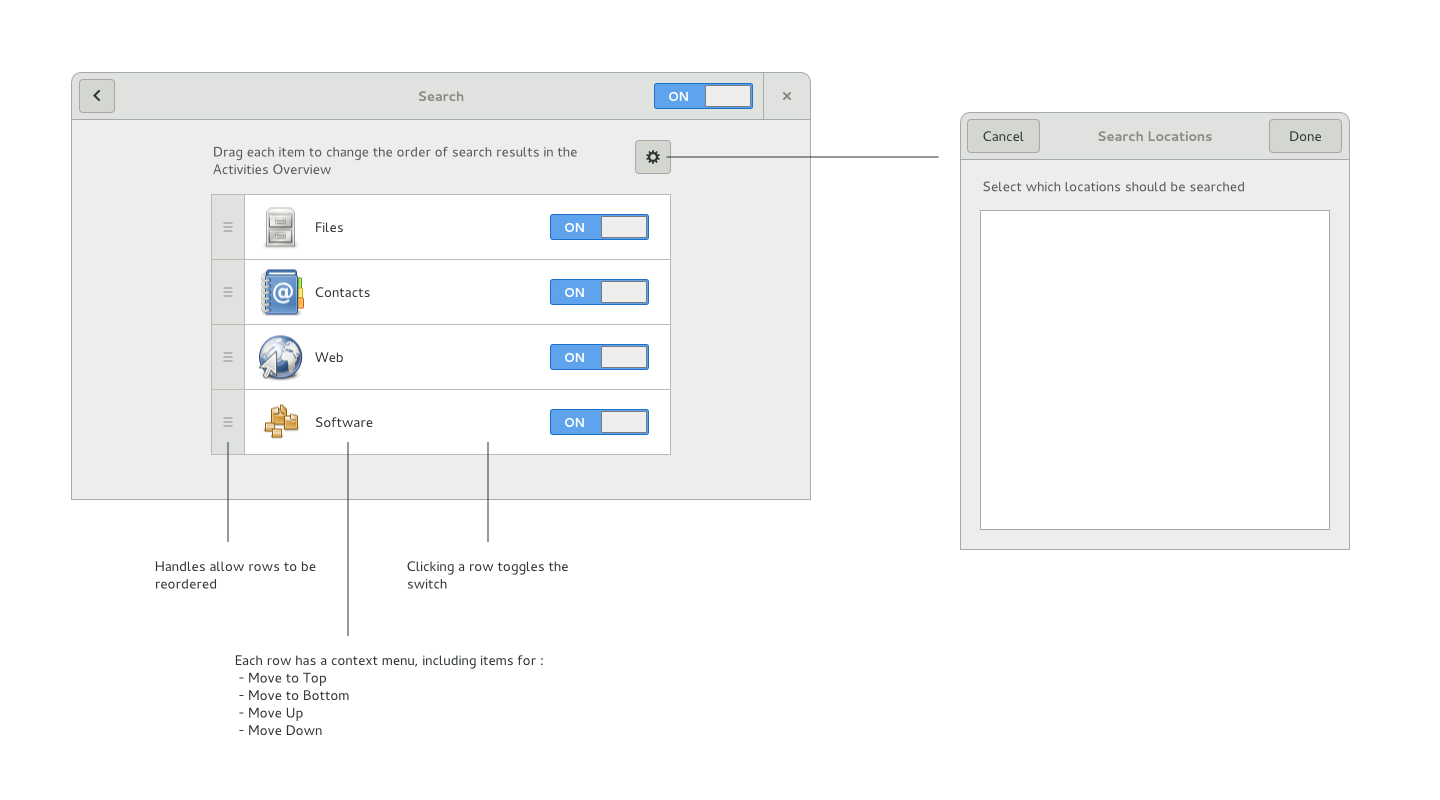 Search
ON
Drag each item to change the order of search results in the
Activities Overview
Files
ON
Contacts
ON
Web
ON
Software
ON
Handles allow rows to be
reordered
Clicking a row toggles the
switch
Each row has a context menu, including items for :
- Move to Top
- Move to Bottom
- Move Up
- Move Down
Cancel
Search Locations
Done
Select which locations should be searched